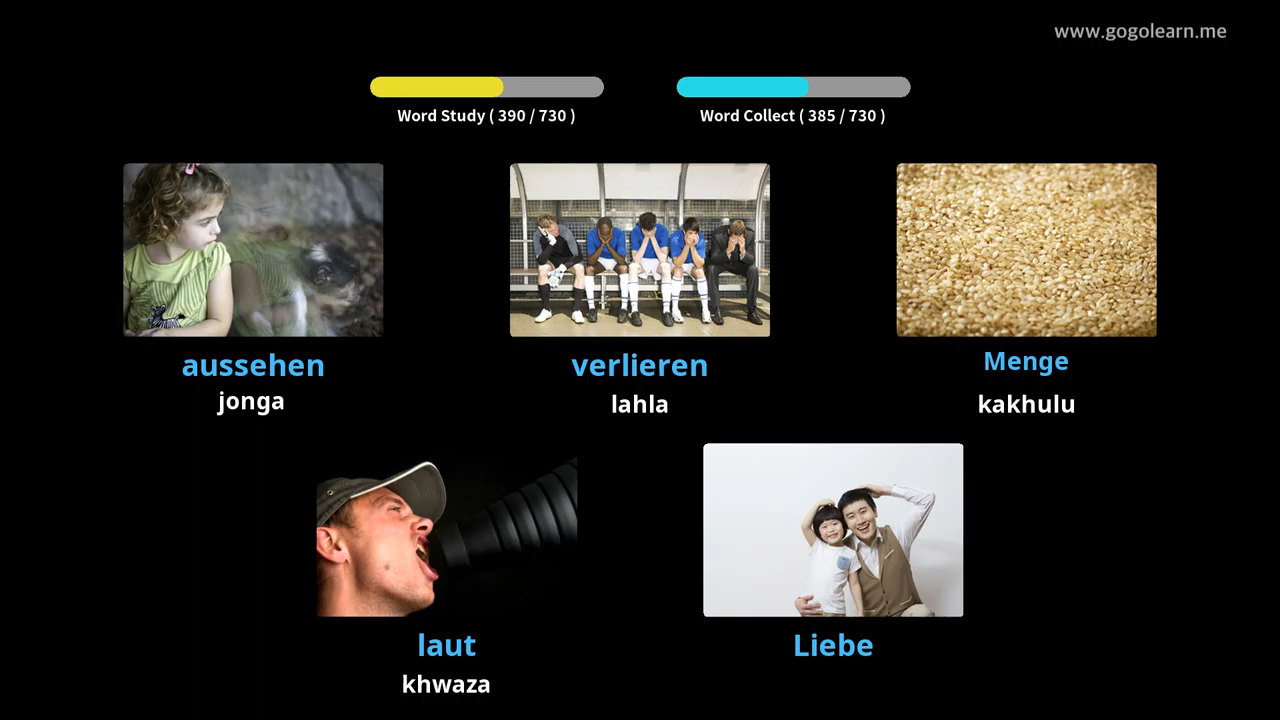 www.gogolearn.me
Word Study ( 390 / 730 )
Word Collect ( 385 / 730 )
aussehen
jonga
verlieren
lahla
Menge
kakhulu
laut
khwaza
Liebe